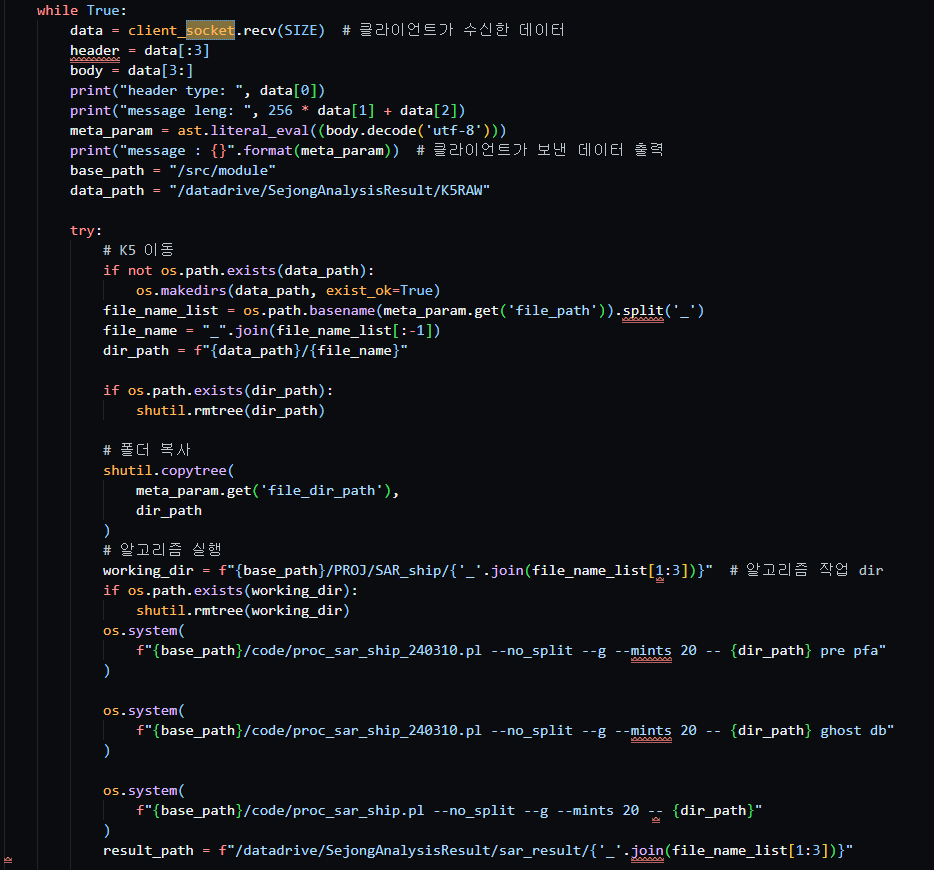 while True:
    data = client_socket.recv(SIZE)  # 클라이언트가 수신한 데이터
    header = data[:3]
    body = data[3:]
    print("header type: ", data[0])
    print("message leng: ", 256 * data[1] + data[2])
    meta_param = ast.literal_eval((body.decode('utf-8')))
    print("message : {}".format(meta_param))  # 클라이언트가 보낸 데이터 출력
    base_path = "/src/module"
    data_path = "/datadrive/SejongAnalysisResult/K5RAW"

    try:
        # K5 이동
        if not os.path.exists(data_path):
            os.makedirs(data_path, exist_ok=True)
        file_name_list = os.path.basename(meta_param.get('file_path')).split('_')
        file_name = "_".join(file_name_list[:-1])
        dir_path = f"{data_path}/{file_name}"

        if os.path.exists(dir_path):
            shutil.rmtree(dir_path)

        # 폴더 복사
        shutil.copytree(
            meta_param.get('file_dir_path'),
            dir_path
        )
        # 알고리즘 실행
        working_dir = f"{base_path}/PROJ/SAR_ship/{'_'.join(file_name_list[1:3])}"  # 알고리즘 작업 dir
        if os.path.exists(working_dir):
            shutil.rmtree(working_dir)
        os.system(
            f"{base_path}/code/proc_sar_ship_240310.pl --no_split --g --mints 20 -- {dir_path} pre pfa"
        )

        os.system(
            f"{base_path}/code/proc_sar_ship_240310.pl --no_split --g --mints 20 -- {dir_path} ghost db"
        )

        os.system(
            f"{base_path}/code/proc_sar_ship.pl --no_split --g --mints 20 -- {dir_path}"
        )
        result_path = f"/datadrive/SejongAnalysisResult/sar_result/{'_'.join(file_name_list[1:3])}"